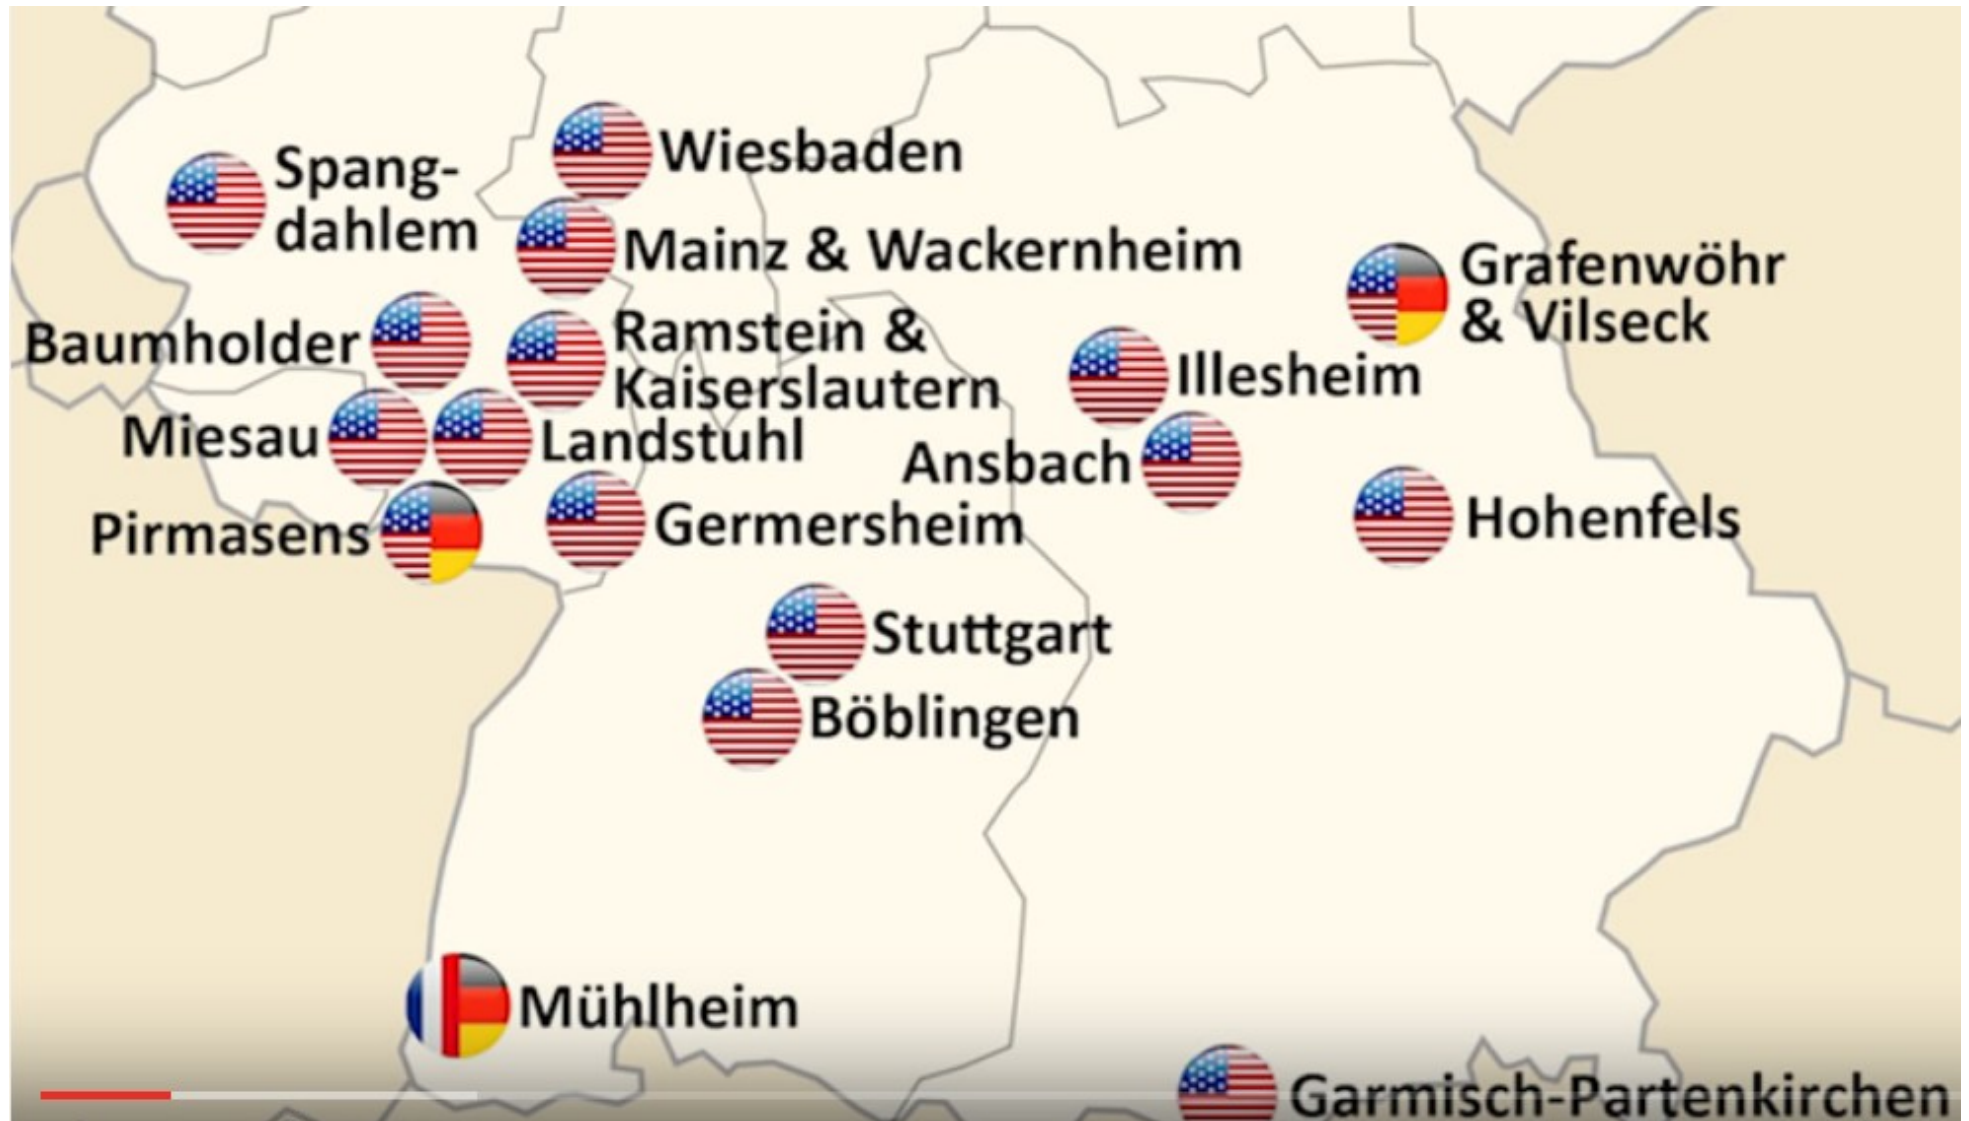 Wiesbaden
Spang-
dahlem
Mainz & Wackernheim
Grafenwöhr
& Vilseck
Baumholder
Ramstein &
Kaiserslautern
Illesheim
Miesau
Landstuhl
Ansbach
Pirmasens
Germersheim
Hohenfels
Stuttgart
Böblingen
Mühlheim
Garmisch-Partenkirchen